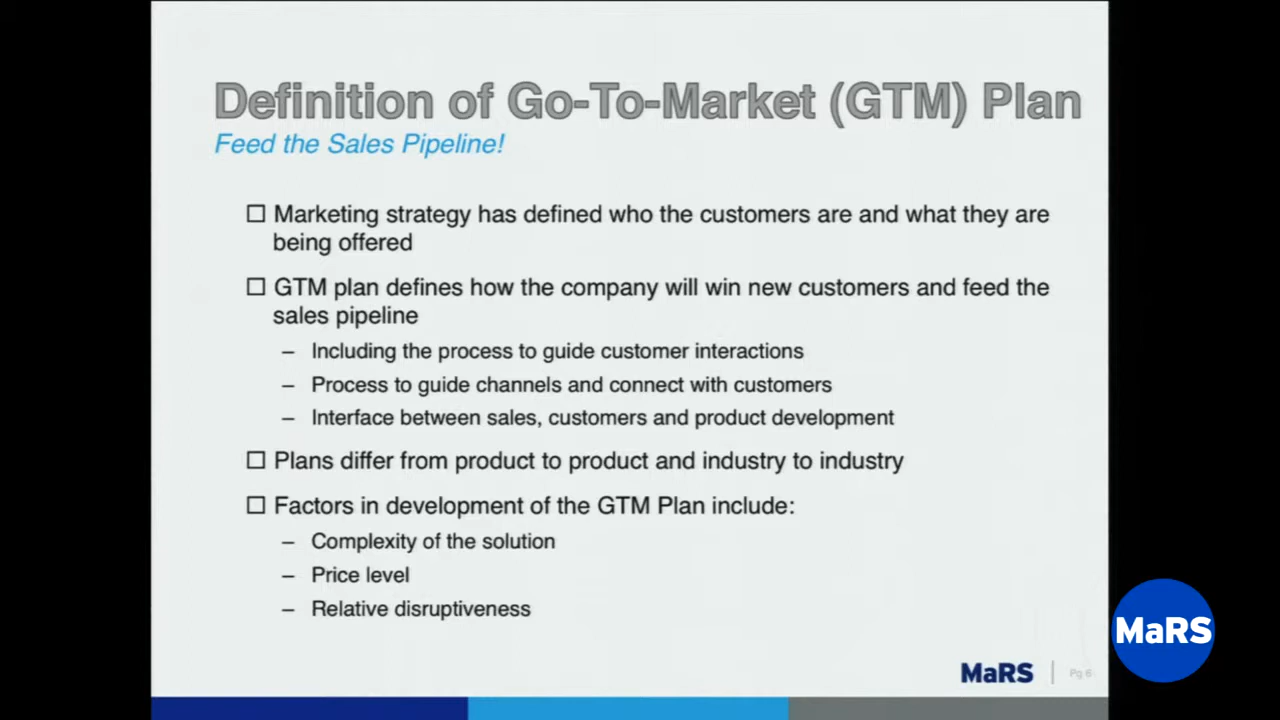 Definition of Go-To-Market (GTM) Plan
Feed the Sales Pipeline!
☐ Marketing strategy has defined who the customers are and what they are
being offered
☐ GTM plan defines how the company will win new customers and feed the
sales pipeline
– Including the process to guide customer interactions
– Process to guide channels and connect with customers
– Interface between sales, customers and product development
☐ Plans differ from product to product and industry to industry
☐ Factors in development of the GTM Plan include:
– Complexity of the solution
– Price level
– Relative disruptiveness
MaRS | Pg 6
MaRS